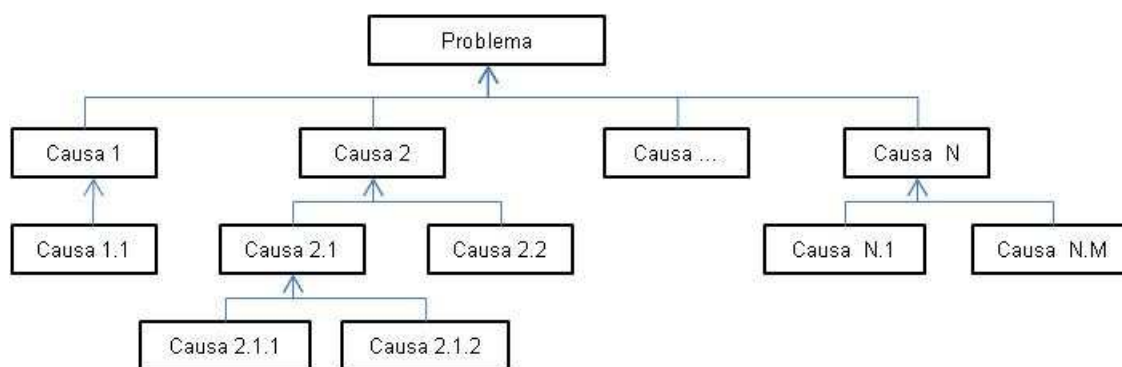 Problema
Causa 1
Causa 2
Causa ...
Causa N
Causa 1.1
Causa 2.1
Causa 2.2
Causa N.1
Causa N.M
Causa 2.1.1
Causa 2.1.2